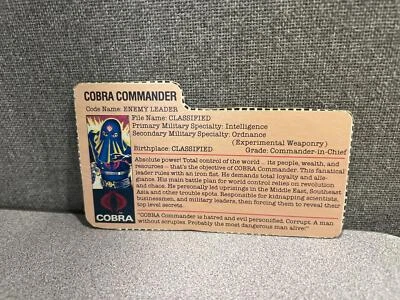 COBRA COMMANDER
Code Name: ENEMY LEADER
File Name: CLASSIFIED
Primary Military Specialty: Intelligence
Secondary Military Specialty: Ordnance
(Experimental Weaponry)
Birthplace: CLASSIFIED Grade: Commander-in-Chief
Absolute power! Total control of the world ... its people, wealth, and
resources – that's the objective of COBRA Commander. This fanatical
leader rules with an iron fist. He demands total loyalty and alle-
giance. His main battle plan for world control relies on revolution
and chaos. He personally led uprisings in the Middle East, Southeast
Asia and other trouble spots. Responsible for kidnapping scientists,
businessmen, and military leaders, then forcing them to reveal their
top level secrets.
"COBRA Commander is hatred and evil personified. Corrupt. A man
without scruples. Probably the most dangerous man alive!"
COBRA